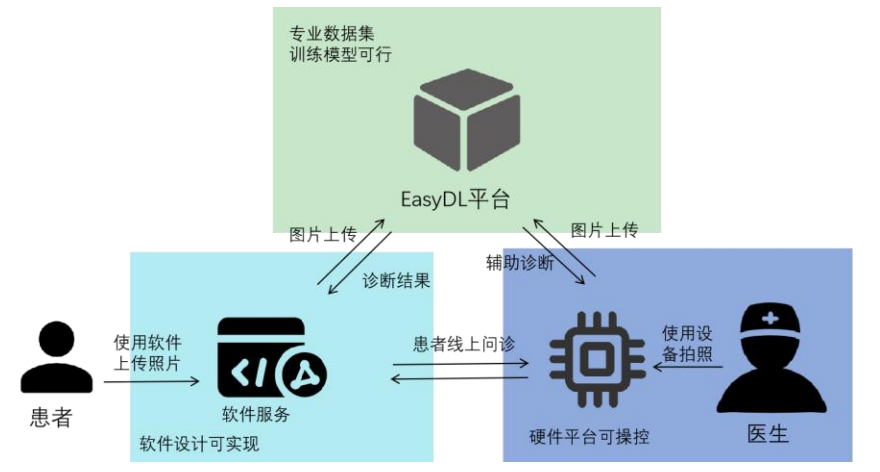 专业数据集
训练模型可行
EasyDL平台
图片上传
诊断结果
图片上传
辅助诊断
患者
使用软件
上传照片
软件服务
软件设计可实现
患者线上问诊
使用设
备拍照
硬件平台可操控
医生